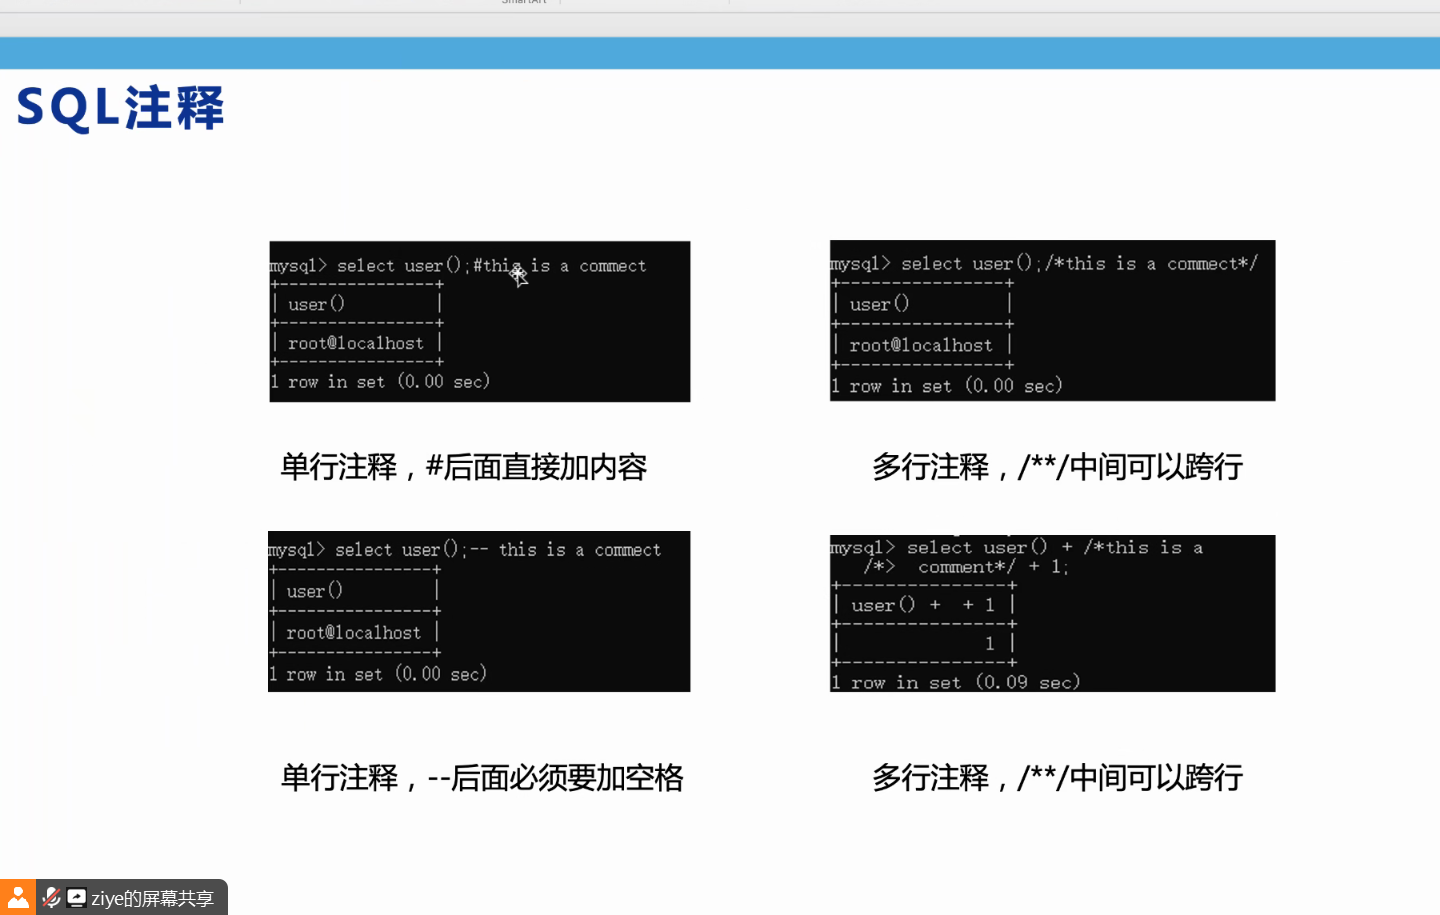 SmartArt
SQL注释
mysql> select user();#this is a commect
+----------------+
| user()         |
+----------------+
| root@localhost |
+----------------+
1 row in set (0.00 sec)
单行注释，#后面直接加内容
mysql> select user();/*this is a commect*/
+----------------+
| user()         |
+----------------+
| root@localhost |
+----------------+
1 row in set (0.00 sec)
多行注释，/**/中间可以跨行
mysql> select user();-- this is a commect
+----------------+
| user()         |
+----------------+
| root@localhost |
+----------------+
1 row in set (0.00 sec)
单行注释，--后面必须要加空格
mysql> select user() + /*this is a
/*>  comment*/ + 1;
+---------------+
| user() +  + 1 |
+---------------+
|             1 |
+---------------+
1 row in set (0.09 sec)
多行注释，/**/中间可以跨行
ziye的屏幕共享